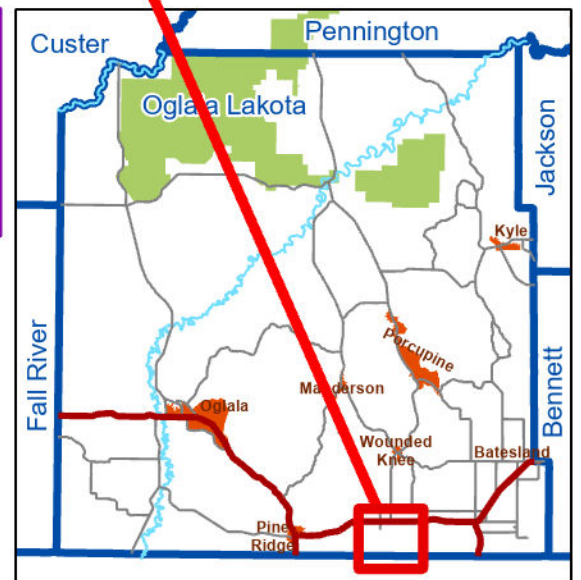 Custer
Pennington
Oglala Lakota
Jackson
Kyle
Fall River
Porcupine
Manderson
Oglala
Bennett
Wounded
Knee
Batesland
Pine
Ridge